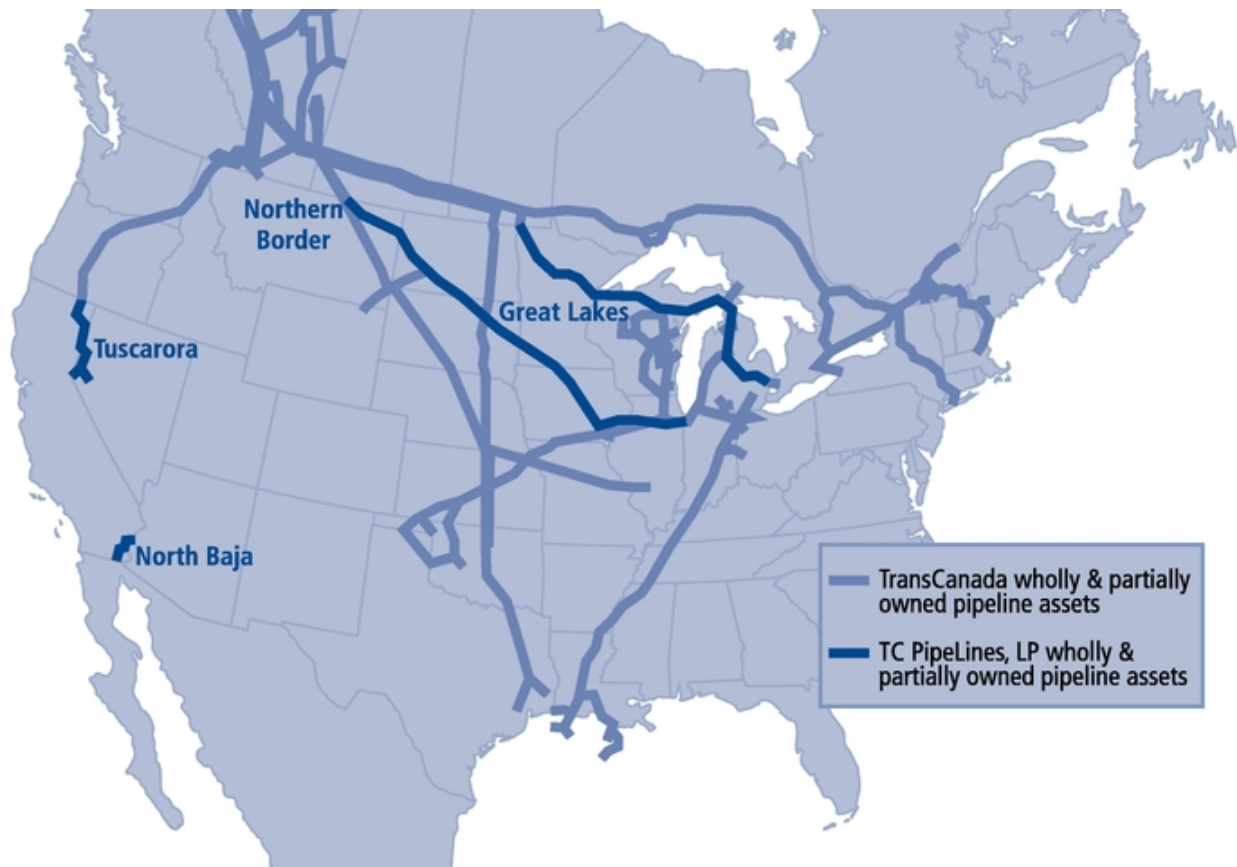 Northern
Border
Great Lakes
Tuscarora
North Baja
TransCanada wholly & partially
owned pipeline assets
TC PipeLines, LP wholly &
partially owned pipeline assets